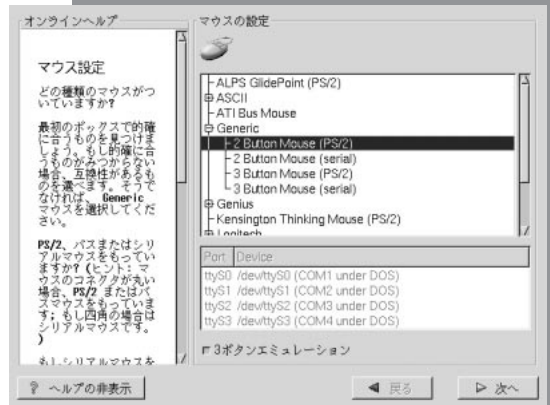 オンラインヘルプ
マウス設定
どの種類のマウスがつ
いていますか?
最初のボックスで的確
に合うものを見つけま
しょう。もし的確に合
うものがみつからない
場合、互換性があるも
のを選べます。そうで
なければ、 Generic
マウスを選択してくだ
さい。
PS/2、バスまたはシリ
アルマウスをもってい
ますか? (ヒント: マ
ウスのコネクタが丸い
場合、PS/2 またはバ
スマウスをもっていま
す; もし四角の場合は
シリアルマウスです。
)
もしシリアルマウスを
マウスの設定
ALPS GlidePoint (PS/2)
ASCII
ATI Bus Mouse
Generic
2 Button Mouse (PS/2)
2 Button Mouse (serial)
3 Button Mouse (PS/2)
3 Button Mouse (serial)
Genius
Kensington Thinking Mouse (PS/2)
Logitech
Port Device
ttyS0 /dev/ttyS0 (COM1 under DOS)
ttyS1 /dev/ttyS1 (COM2 under DOS)
ttyS2 /dev/ttyS2 (COM3 under DOS)
ttyS3 /dev/ttyS3 (COM4 under DOS)
3ボタンエミュレーション
? ヘルプの非表示
戻る
次へ